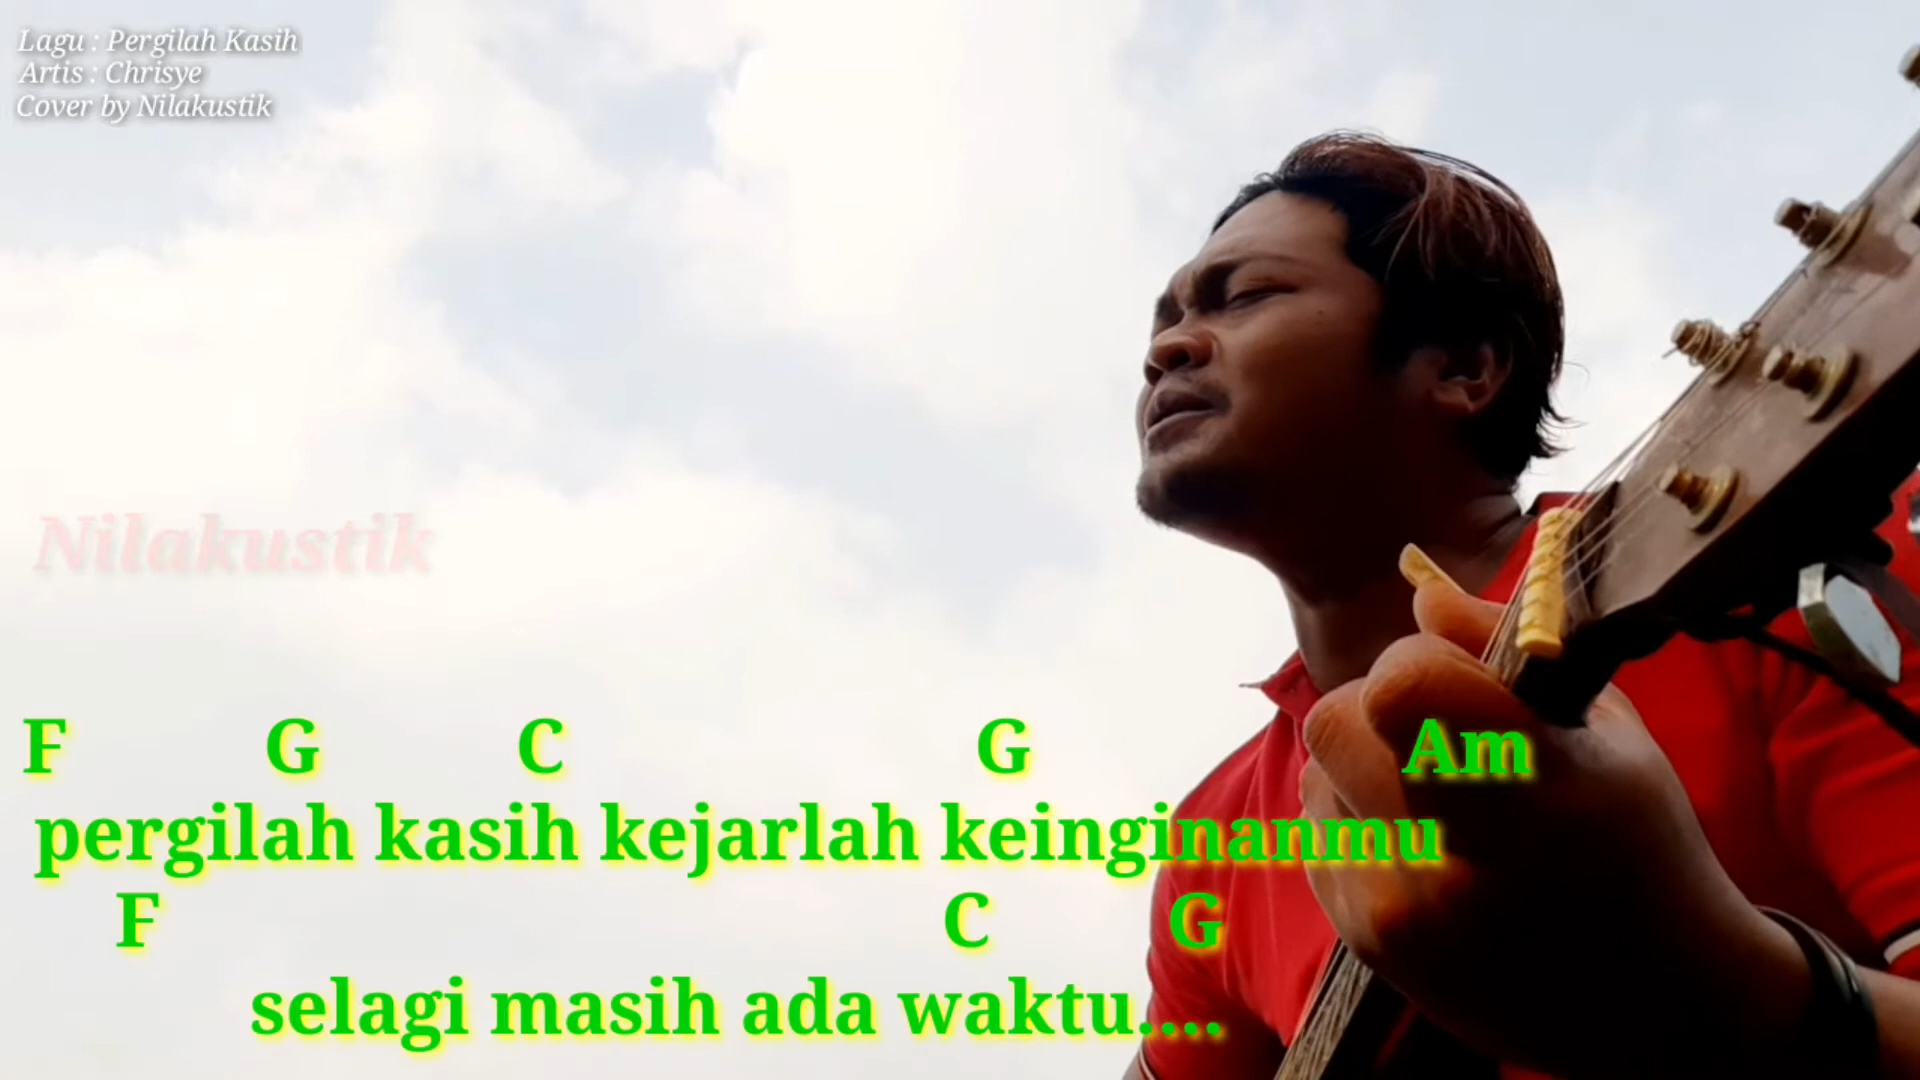 Lagu : Pergilah Kasih
Artis : Chrisye
Cover by Nilakustik
Nilakustik
F G C G Am
pergilah kasih kejarlah keinginanmu
F C G
selagi masih ada waktu....